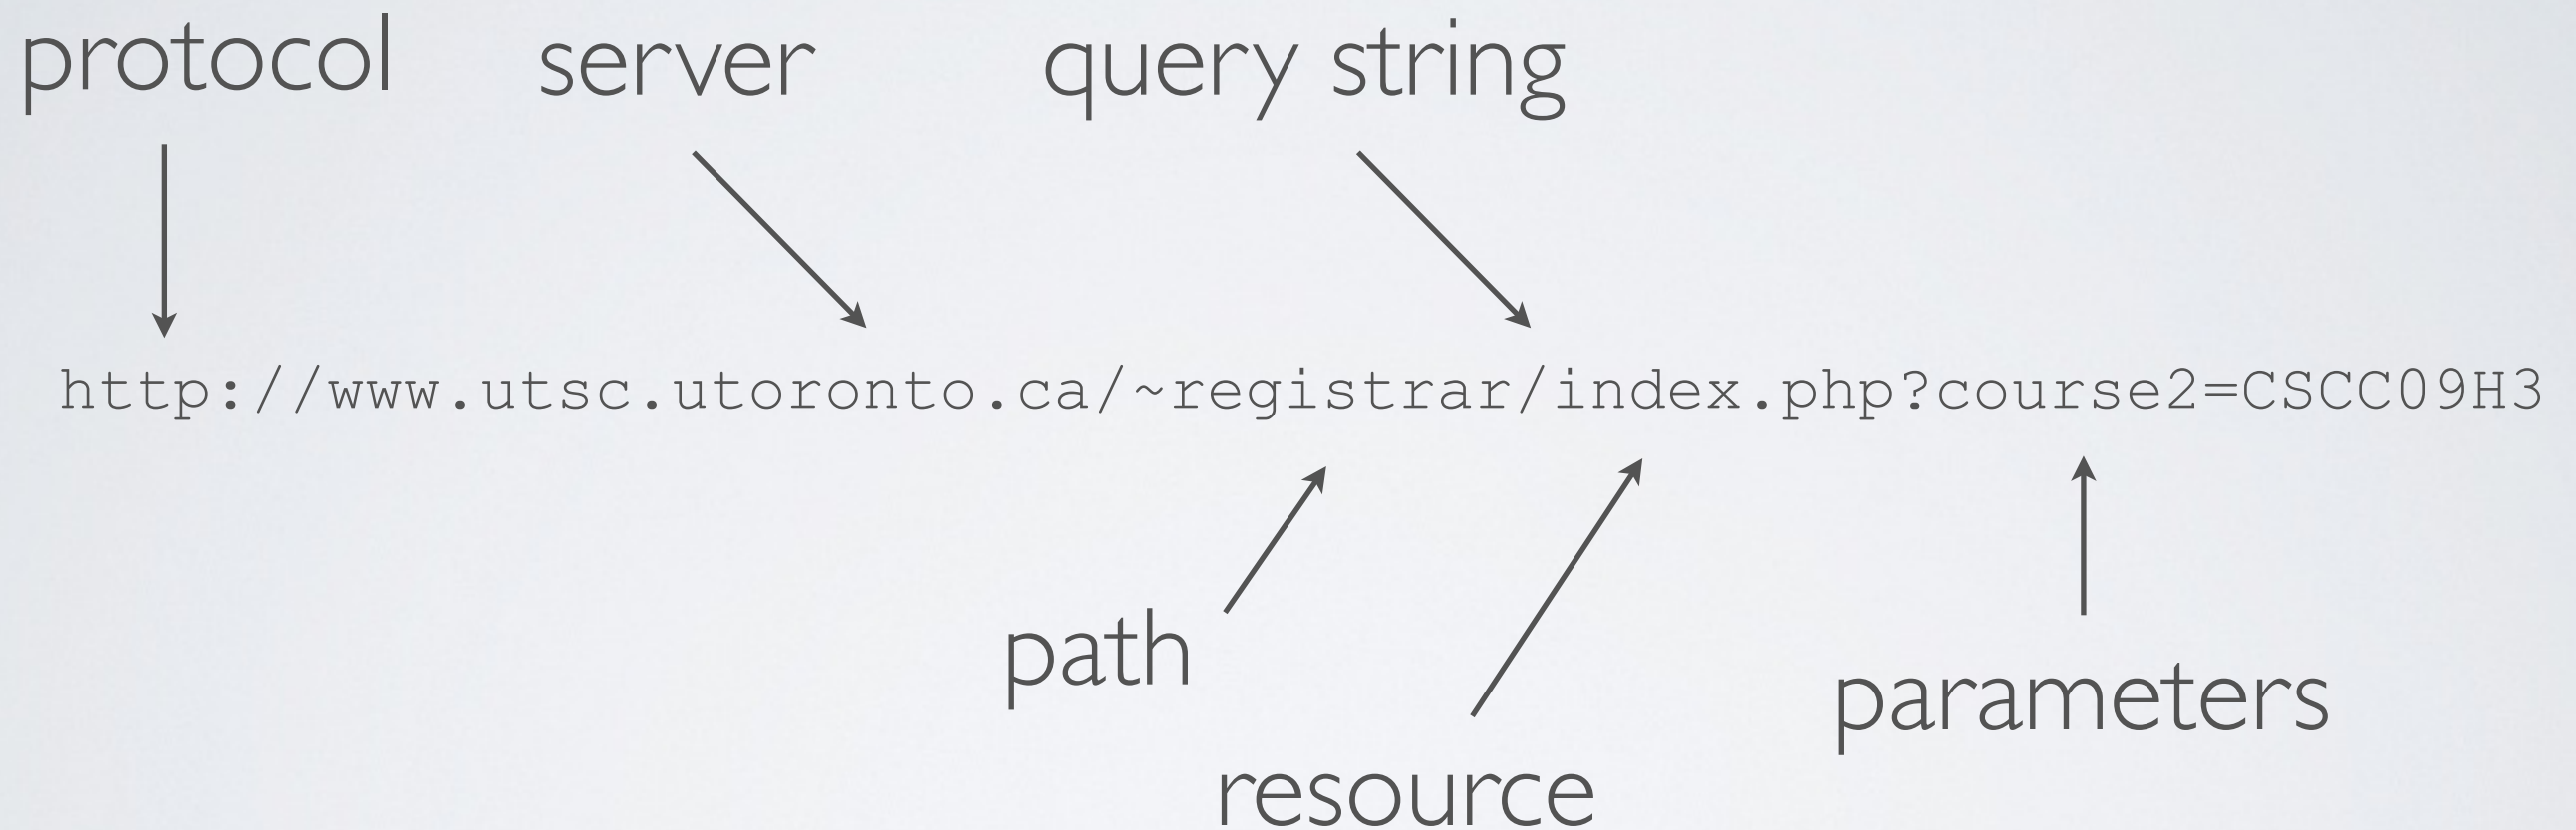 protocol
server
query string
http://www.utsc.utoronto.ca/~registrar/index.php?course2=CSCC09H3
path
parameters
resource